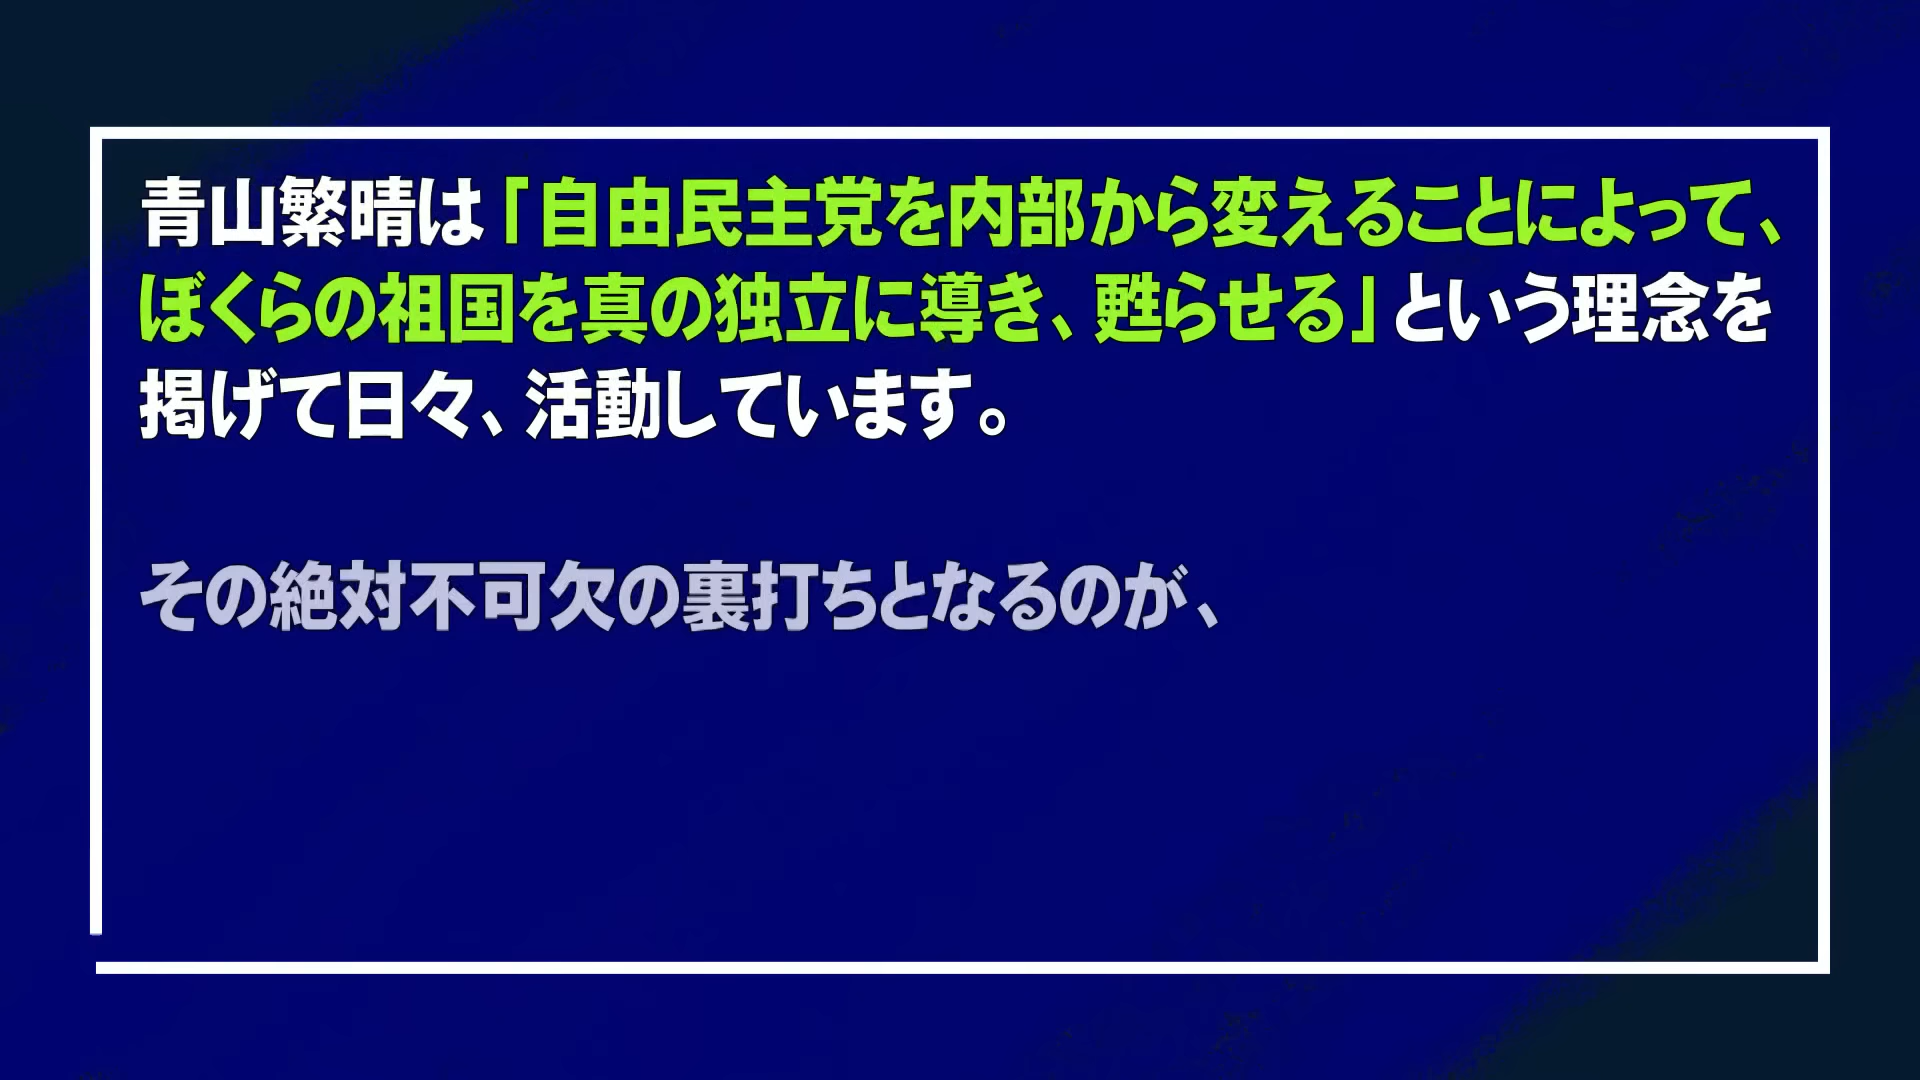 青山繁晴は「自由民主党を内部から変えることによって、
ぼくらの祖国を真の独立に導き、甦らせる」という理念を
掲げて日々、活動しています。
その絶対不可欠の裏打ちとなるのが、